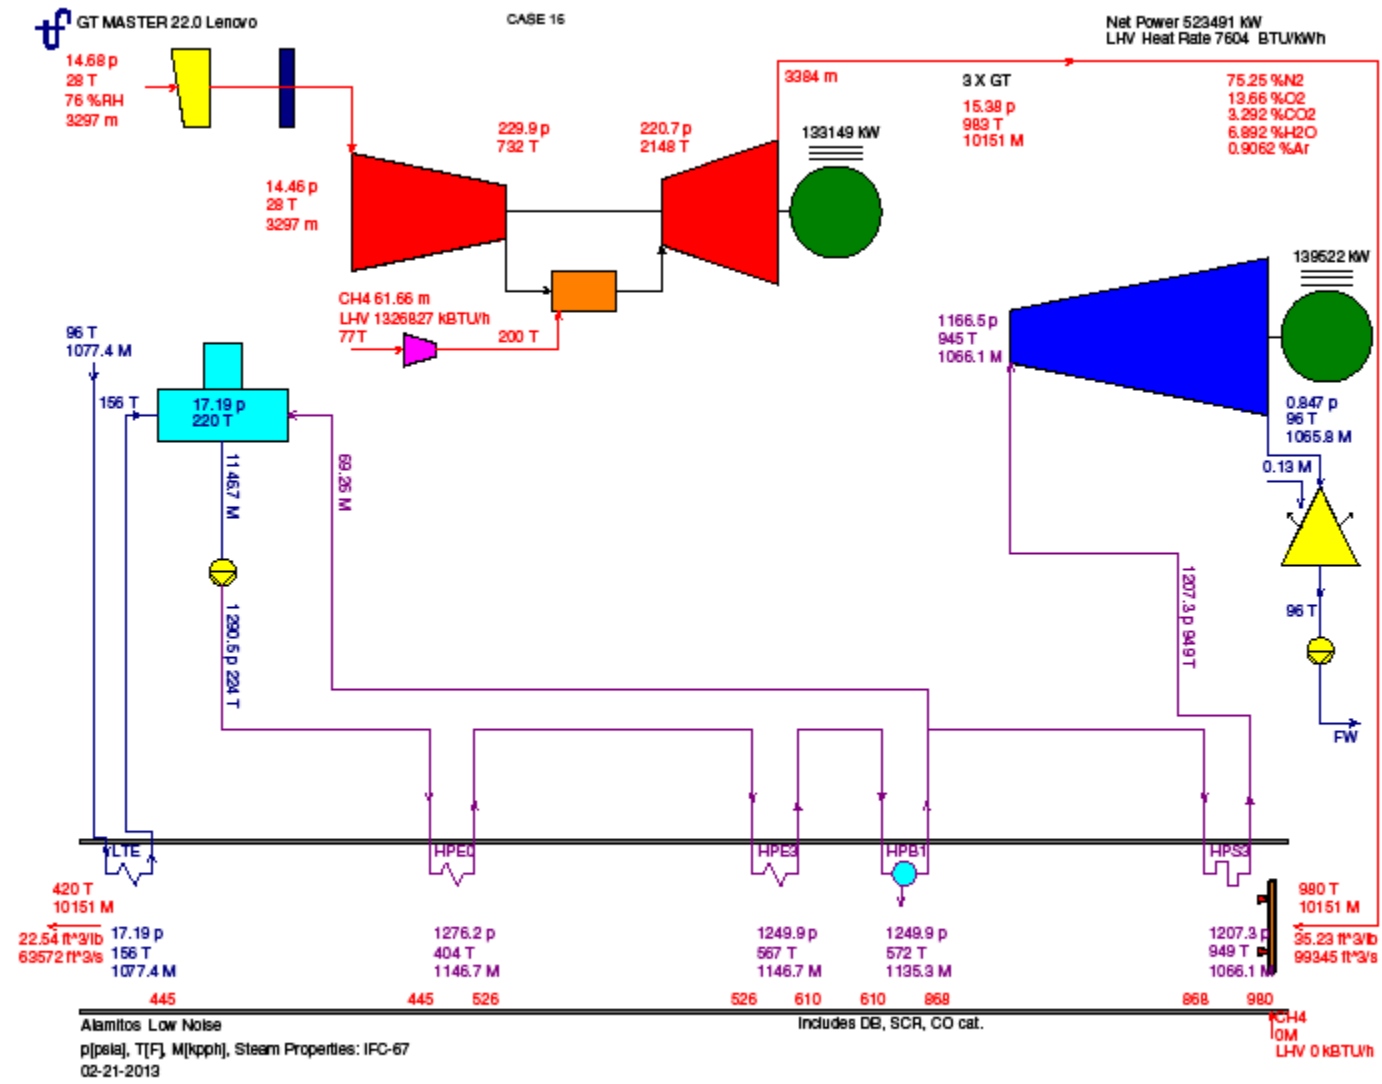 GT MASTER 22.0 Lenovo
CASE 16
Net Power 523491 kW
LHV Heat Rate 7604 BTU/kWh
14.68 p
28 T
76 %RH
3297 m
3384 m
3 X GT
15.38 p
983 T
10151 M
75.25 %N2
13.66 %O2
3.292 %CO2
6.892 %H2O
0.9062 %Ar
229.9 p
732 T
220.7 p
2148 T
133149 kW
14.46 p
28 T
3297 m
139522 kW
CH4 61.66 m
LHV 1326827 kBTU/h
77T
200 T
1166.5 p
945 T
1066.1 M
96 T
1077.4 M
156 T
17.19 p
220 T
0.847 p
96 T
1065.8 M
0.13 M
1146.7 M
69.26 M
1290.5 p 224 T
1207.3 p 949T
96 T
FW
LTE
HPE0
HPE3
HPB1
HPS3
420 T
10151 M
22.54 ft^3/lb
63572 ft^3/s
17.19 p
156 T
1077.4 M
1276.2 p
404 T
1146.7 M
1249.9 p
567 T
1146.7 M
1249.9 p
572 T
1135.3 M
1207.3 p
949 T
1066.1 M
980 T
10151 M
35.23 ft^3/lb
99345 ft^3/s
445
445
526
526
610
610
868
868
980
Alamitos Low Noise
Includes DB, SCR, CO cat.
CH4
0M
LHV 0 kBTU/h
p[psia], T[F], M[kpph], Steam Properties: IFC-67
02-21-2013